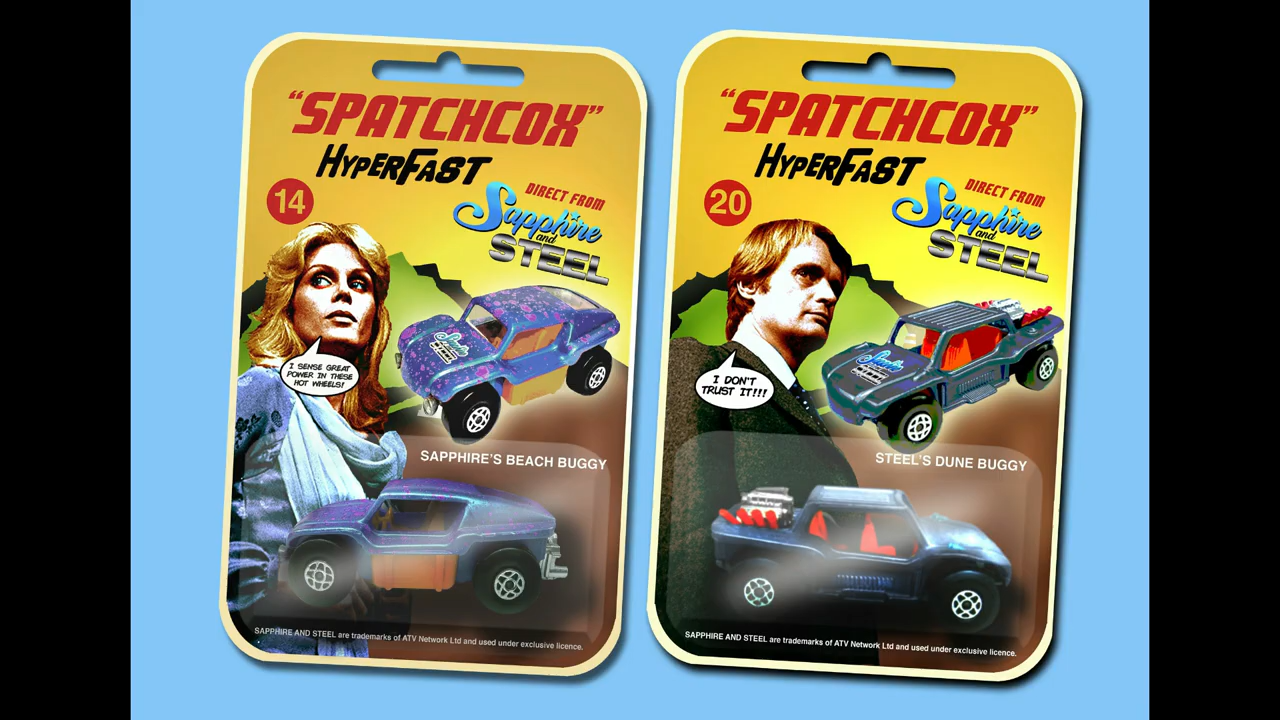 "SPATCHCOX"
HYPERFAST
14
DIRECT FROM
Sapphire
and
STEEL
I SENSE GREAT
POWER IN THESE
HOT WHEELS!
SAPPHIRE'S BEACH BUGGY
SAPPHIRE AND STEEL are trademarks of ATV Network Ltd and used under exclusive licence.
"SPATCHCOX"
HYPERFAST
20
DIRECT FROM
Sapphire
and
STEEL
I DON'T
TRUST IT!!!
STEEL'S DUNE BUGGY
SAPPHIRE AND STEEL are trademarks of ATV Network Ltd and used under exclusive licence.